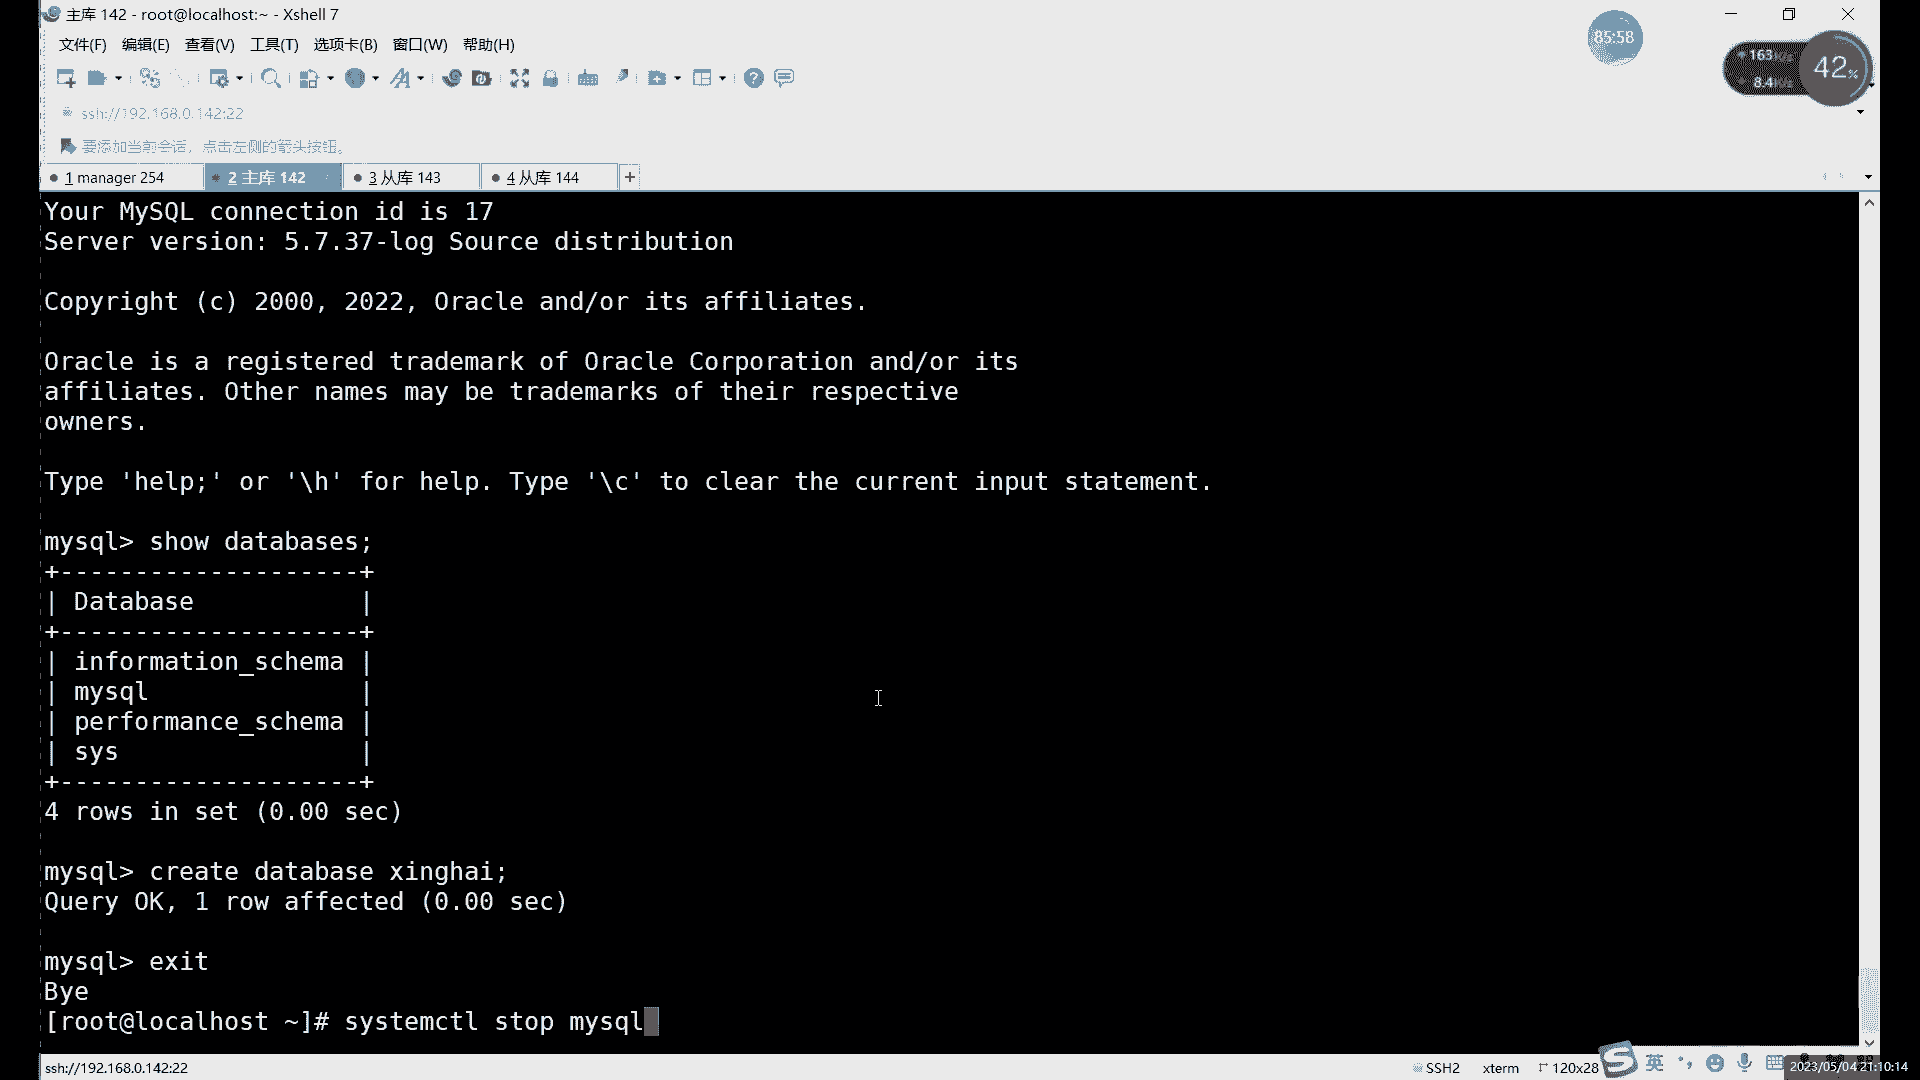 主库 142 - root@localhost:~ - Xshell 7
文件(F) 编辑(E) 查看(V) 工具(T) 选项卡(B) 窗口(W) 帮助(H)
85:58
163K/s
42%
8.4K/s
ssh://192.168.0.142:22
要添加当前会话，点击左侧的箭头按钮。
1 manager 254
2 主库 142
3 从库 143
4 从库 144
Your MySQL connection id is 17
Server version: 5.7.37-log Source distribution
Copyright (c) 2000, 2022, Oracle and/or its affiliates.
Oracle is a registered trademark of Oracle Corporation and/or its
affiliates. Other names may be trademarks of their respective
owners.
Type 'help;' or '\h' for help. Type '\c' to clear the current input statement.
mysql> show databases;
+--------------------+
| Database           |
+--------------------+
| information_schema |
| mysql              |
| performance_schema |
| sys                |
+--------------------+
4 rows in set (0.00 sec)
mysql> create database xinghai;
Query OK, 1 row affected (0.00 sec)
mysql> exit
Bye
[root@localhost ~]# systemctl stop mysql
ssh://192.168.0.142:22
SSH2
xterm
120x28
英
2023/05/04 21:10:14